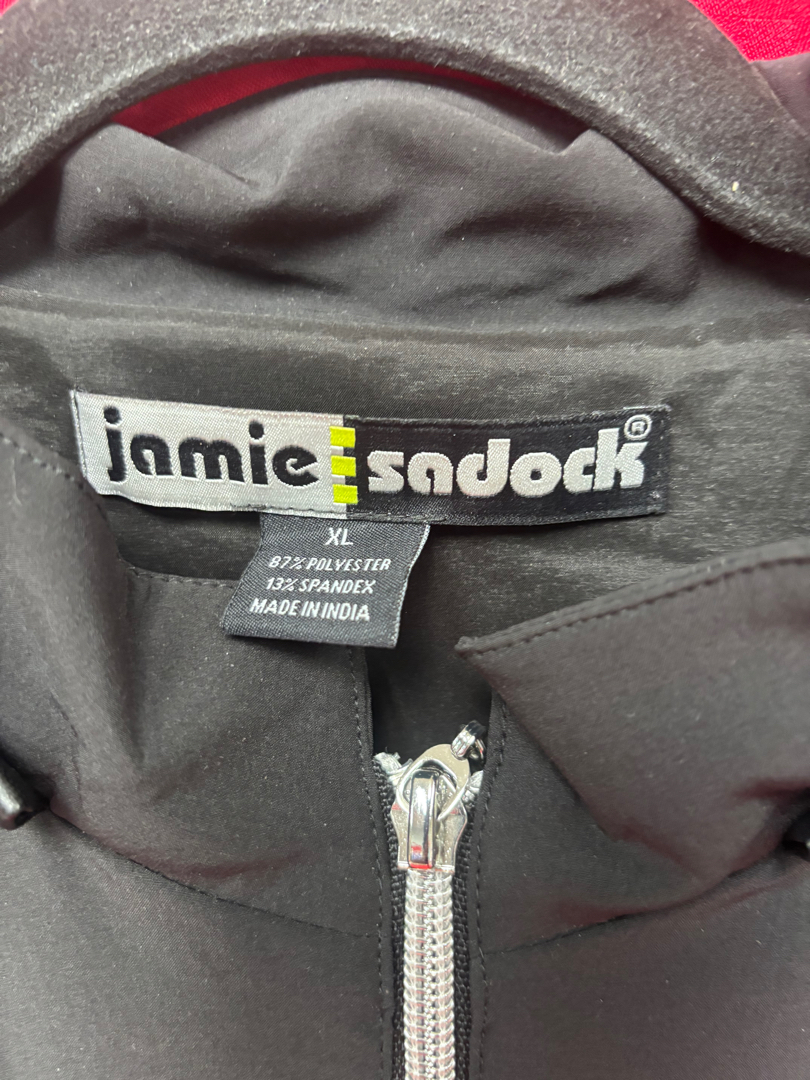 jamie sadock®
XL
87% POLYESTER
13% SPANDEX
MADE IN INDIA